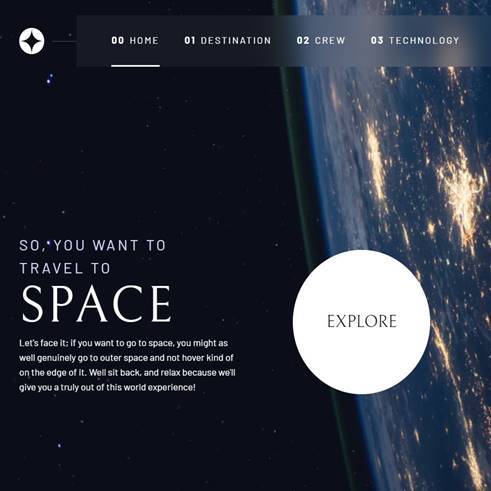 00 HOME 01 DESTINATION 02 CREW 03 TECHNOLOGY
SO, YOU WANT TO
TRAVEL TO
SPACE
Let's face it; if you want to go to space, you might as
well genuinely go to outer space and not hover kind of
on the edge of it. Well sit back, and relax because we'll
give you a truly out of this world experience!
EXPLORE